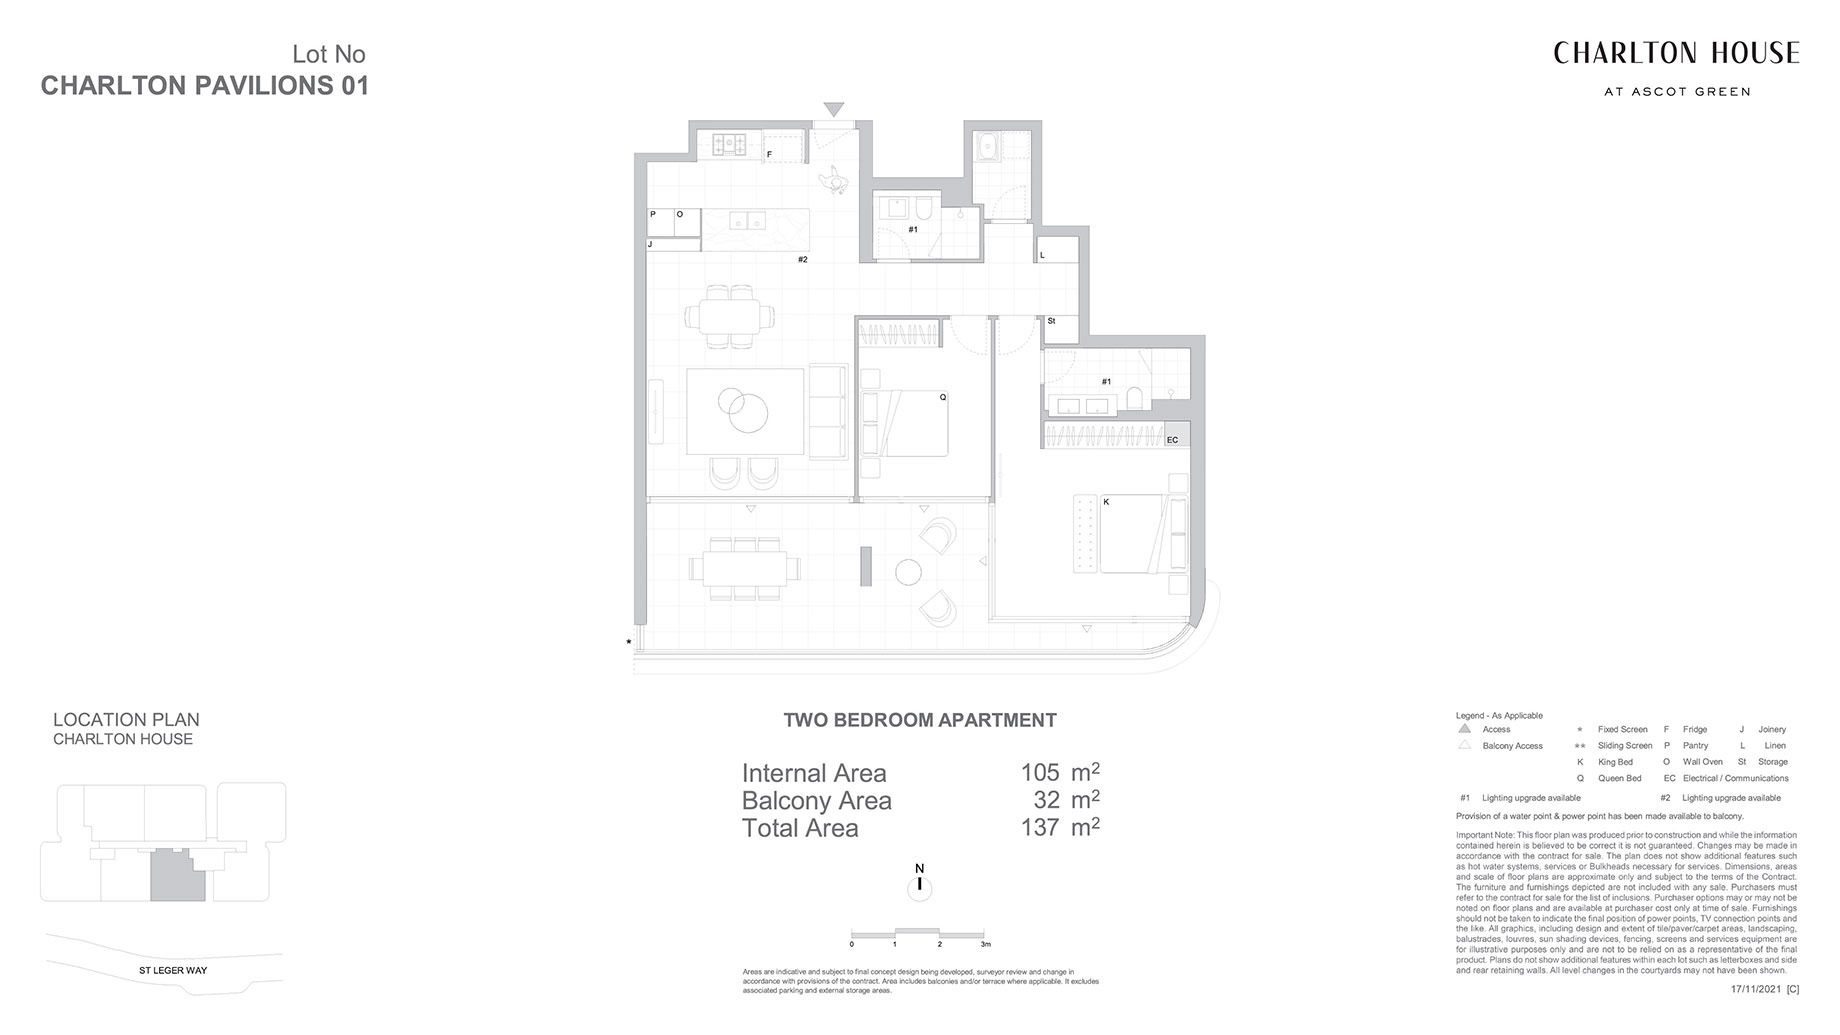 Lot No
CHARLTON PAVILIONS 01
CHARLTON HOUSE
AT ASCOT GREEN
F
P O
J
#2
#1
L
St
#1
Q
EC
K
*
LOCATION PLAN
CHARLTON HOUSE
ST LEGER WAY
TWO BEDROOM APARTMENT
Internal Area 105 m²
Balcony Area 32 m²
Total Area 137 m²
N
0 1 2 3m
Areas are indicative and subject to final concept design being developed, surveyor review and change in
accordance with provisions of the contract. Area includes balconies and/or terrace where applicable. It excludes
associated parking and external storage areas.
Legend - As Applicable
Access * Fixed Screen F Fridge J Joinery
Balcony Access ** Sliding Screen P Pantry L Linen
K King Bed O Wall Oven St Storage
Q Queen Bed EC Electrical / Communications
#1 Lighting upgrade available #2 Lighting upgrade available
Provision of a water point & power point has been made available to balcony.
Important Note: This floor plan was produced prior to construction and while the information
contained herein is believed to be correct it is not guaranteed. Changes may be made in
accordance with the contract for sale. The plan does not show additional features such
as hot water systems, services or Bulkheads necessary for services. Dimensions, areas
and scale of floor plans are approximate only and subject to the terms of the Contract.
The furniture and furnishings depicted are not included with any sale. Purchasers must
refer to the contract for sale for the list of inclusions. Purchaser options may or may not be
noted on floor plans and are available at purchaser cost only at time of sale. Furnishings
should not be taken to indicate the final position of power points, TV connection points and
the like. All graphics, including design and extent of tile/paver/carpet areas, landscaping,
balustrades, louvres, sun shading devices, fencing, screens and services equipment are
for illustrative purposes only and are not to be relied on as a representative of the final
product. Plans do not show additional features within each lot such as letterboxes and side
and rear retaining walls. All level changes in the courtyards may not have been shown.
17/11/2021 [C]